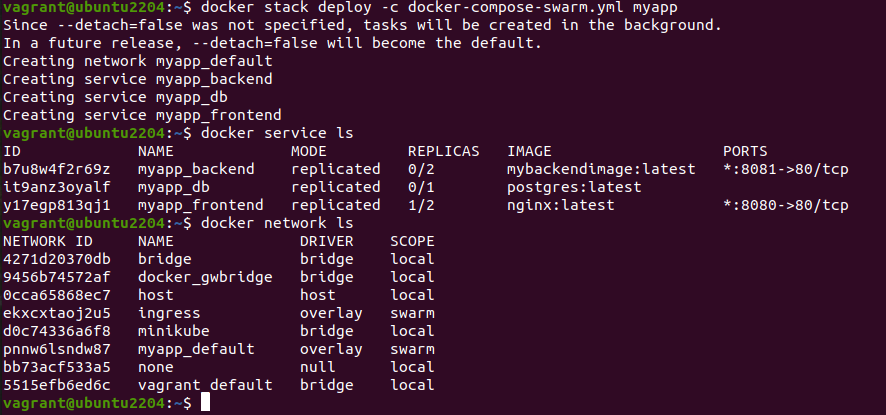 vagrant@ubuntu2204:~$ docker stack deploy -c docker-compose-swarm.yml myapp
Since --detach=false was not specified, tasks will be created in the background.
In a future release, --detach=false will become the default.
Creating network myapp_default
Creating service myapp_backend
Creating service myapp_db
Creating service myapp_frontend
vagrant@ubuntu2204:~$ docker service ls
ID             NAME             MODE         REPLICAS   IMAGE                   PORTS
b7u8w4f2r69z   myapp_backend    replicated   0/2        mybackendimage:latest   *:8081->80/tcp
it9anz3oyalf   myapp_db         replicated   0/1        postgres:latest
y17egp813qj1   myapp_frontend   replicated   1/2        nginx:latest            *:8080->80/tcp
vagrant@ubuntu2204:~$ docker network ls
NETWORK ID     NAME              DRIVER    SCOPE
4271d20370db   bridge            bridge    local
9456b74572af   docker_gwbridge   bridge    local
0cca65868ec7   host              host      local
ekxcxtaoj2u5   ingress           overlay   swarm
d0c74336a6f8   minikube          bridge    local
pnnw6lsndw87   myapp_default     overlay   swarm
bb73acf533a5   none              null      local
5515efb6ed6c   vagrant_default   bridge    local
vagrant@ubuntu2204:~$